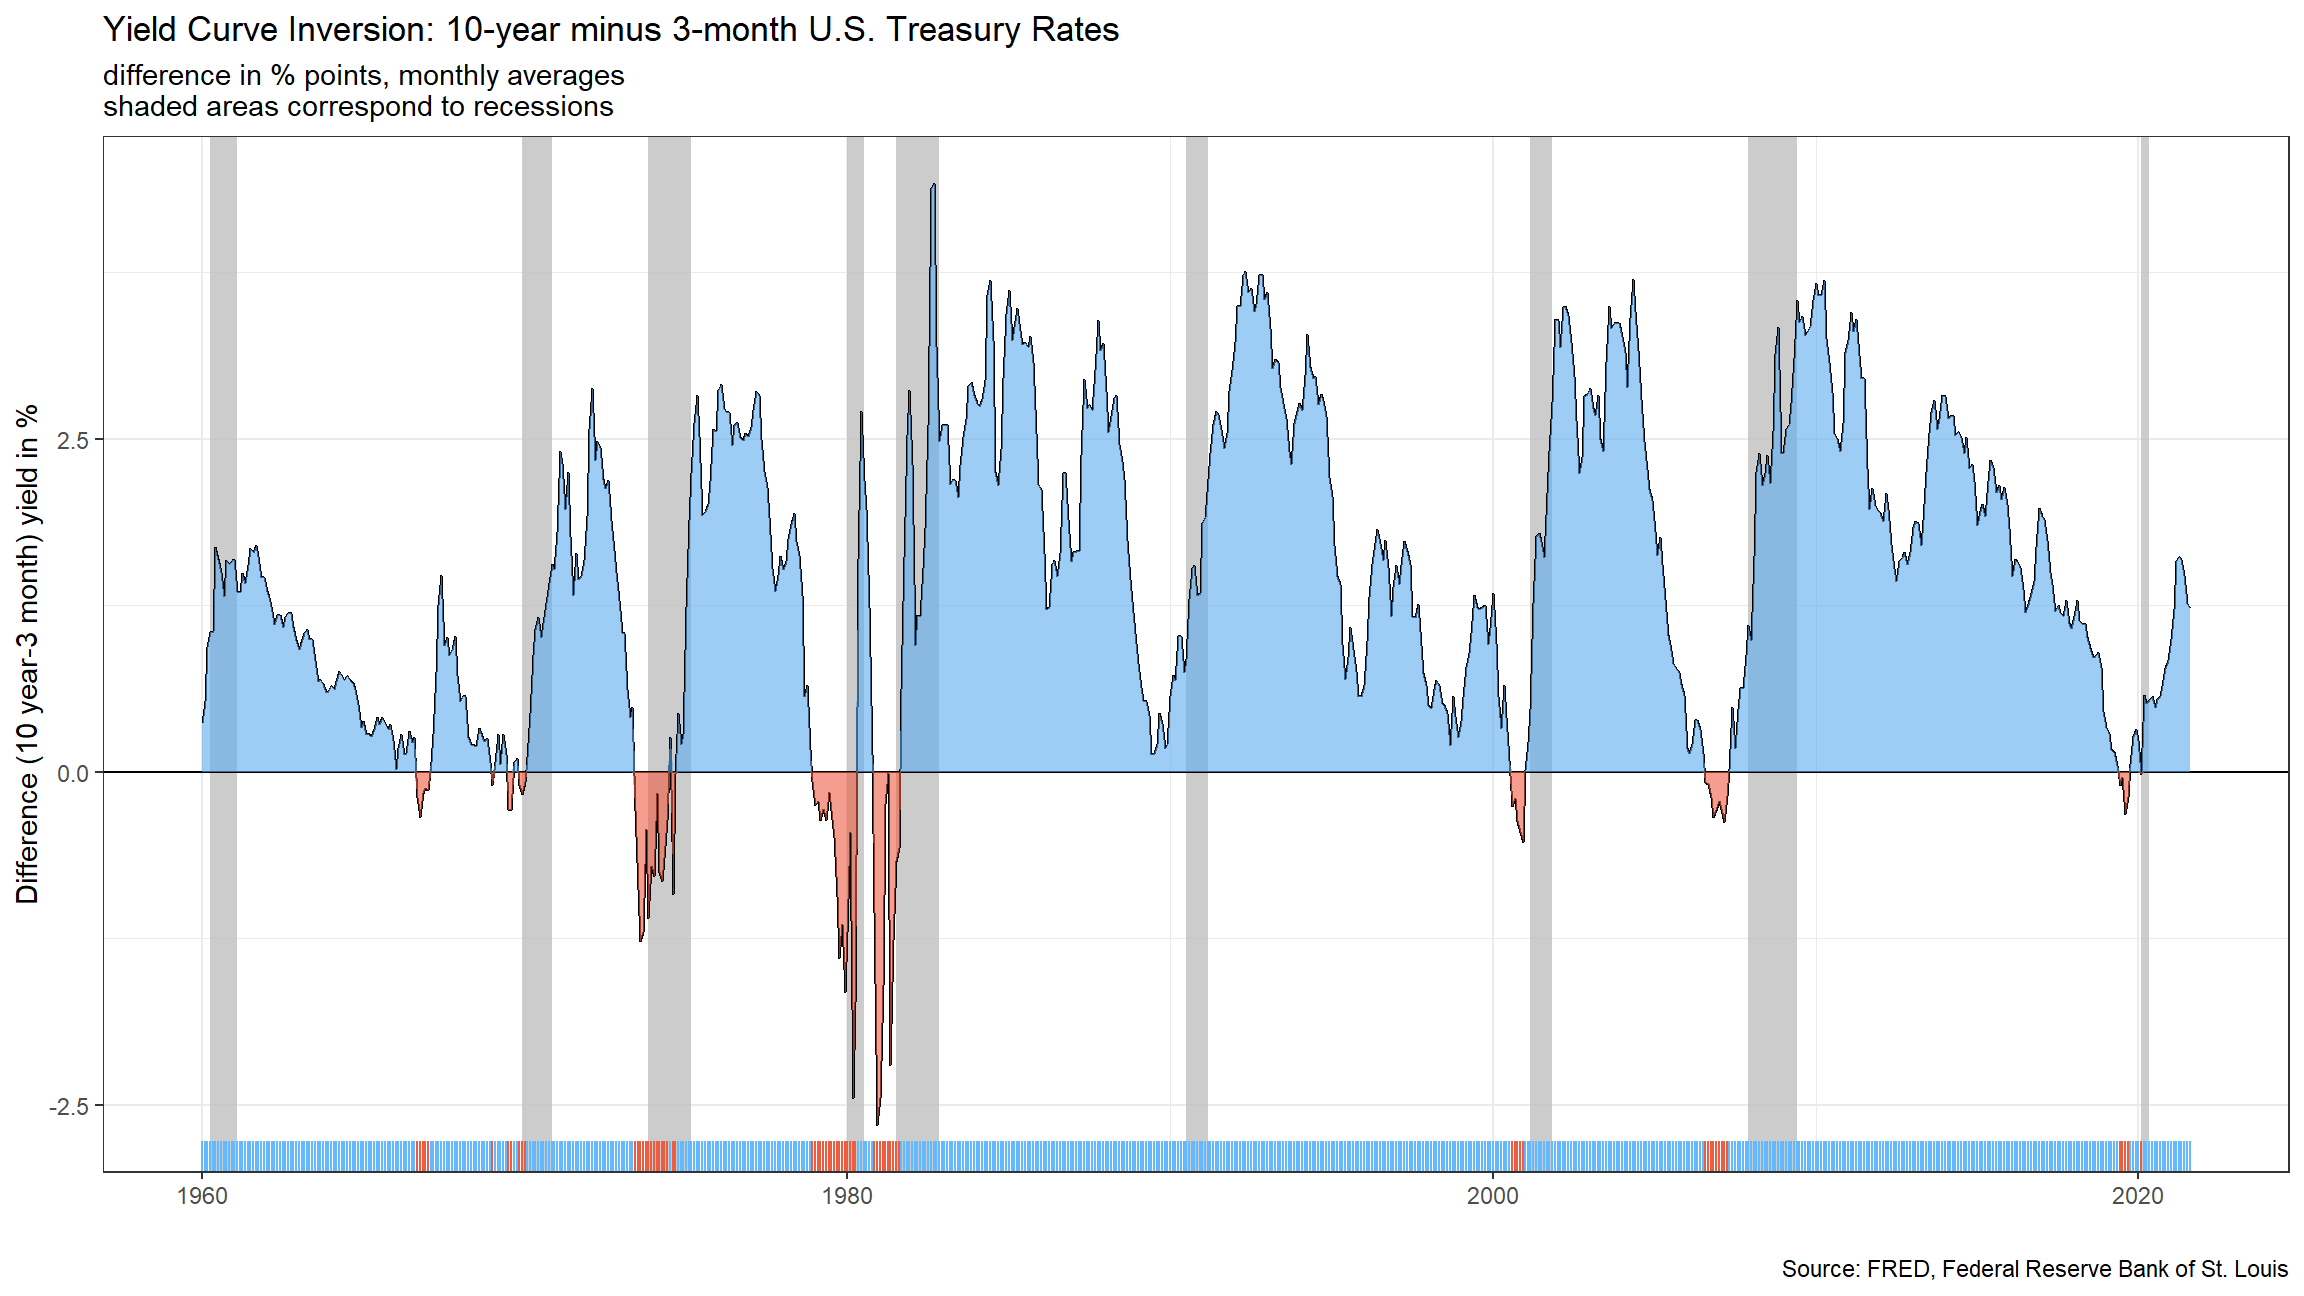 Yield Curve Inversion: 10-year minus 3-month U.S. Treasury Rates
difference in % points, monthly averages
shaded areas correspond to recessions
Difference (10 year-3 month) yield in %
2.5
0.0
-2.5
1960
1980
2000
2020
Source: FRED, Federal Reserve Bank of St. Louis